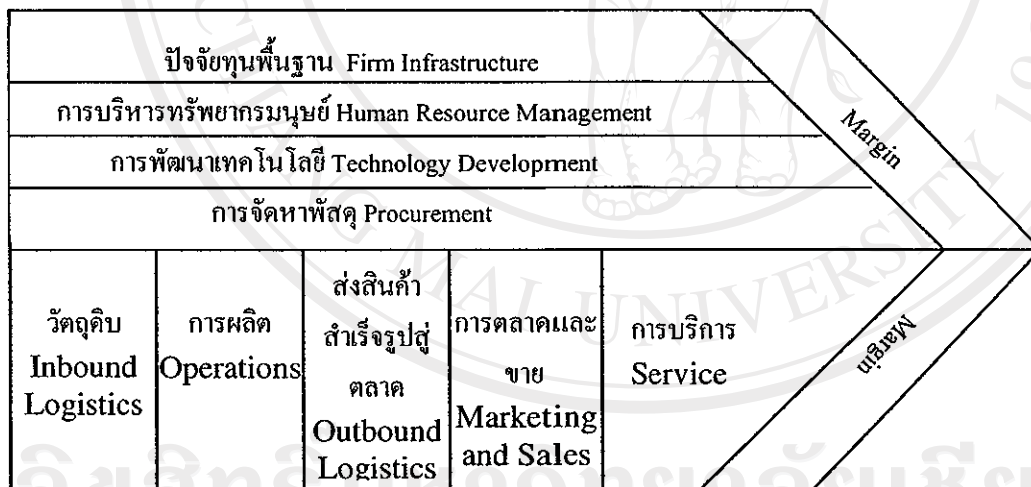 ปัจจัยทุนพื้นฐาน Firm Infrastructure
การบริหารทรัพยากรมนุษย์ Human Resource Management
การพัฒนาเทคโนโลยี Technology Development
การจัดหาพัสดุ Procurement
Margin
วัตถุดิบ
Inbound
Logistics
การผลิต
Operations
ส่งสินค้า
สำเร็จรูปสู่
ตลาด
Outbound
Logistics
การตลาดและ
ขาย
Marketing
and Sales
การบริการ
Service
Margin
CHIANG MAI UNIVERSITY